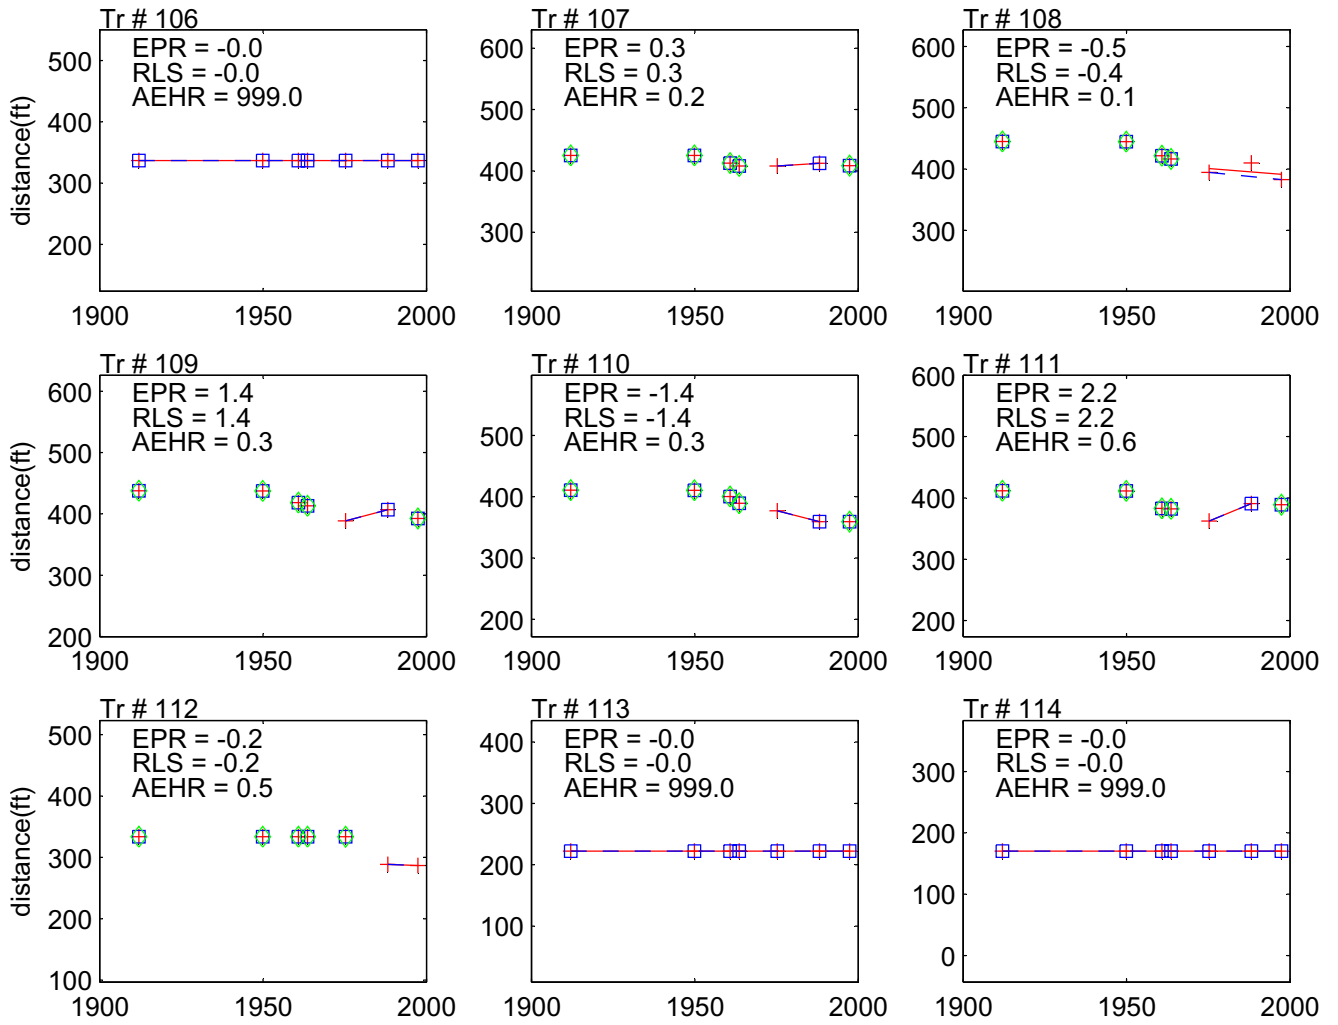 Tr # 106
EPR = -0.0
RLS = -0.0
AEHR = 999.0
distance(ft)
500
400
300
200
1900
1950
2000
Tr # 107
EPR = 0.3
RLS = 0.3
AEHR = 0.2
600
500
400
300
1900
1950
2000
Tr # 108
EPR = -0.5
RLS = -0.4
AEHR = 0.1
600
500
400
300
1900
1950
2000
Tr # 109
EPR = 1.4
RLS = 1.4
AEHR = 0.3
distance(ft)
600
500
400
300
200
1900
1950
2000
Tr # 110
EPR = -1.4
RLS = -1.4
AEHR = 0.3
500
400
300
200
1900
1950
2000
Tr # 111
EPR = 2.2
RLS = 2.2
AEHR = 0.6
600
500
400
300
200
1900
1950
2000
Tr # 112
EPR = -0.2
RLS = -0.2
AEHR = 0.5
distance(ft)
500
400
300
200
100
1900
1950
2000
Tr # 113
EPR = -0.0
RLS = -0.0
AEHR = 999.0
400
300
200
100
1900
1950
2000
Tr # 114
EPR = -0.0
RLS = -0.0
AEHR = 999.0
300
200
100
0
1900
1950
2000